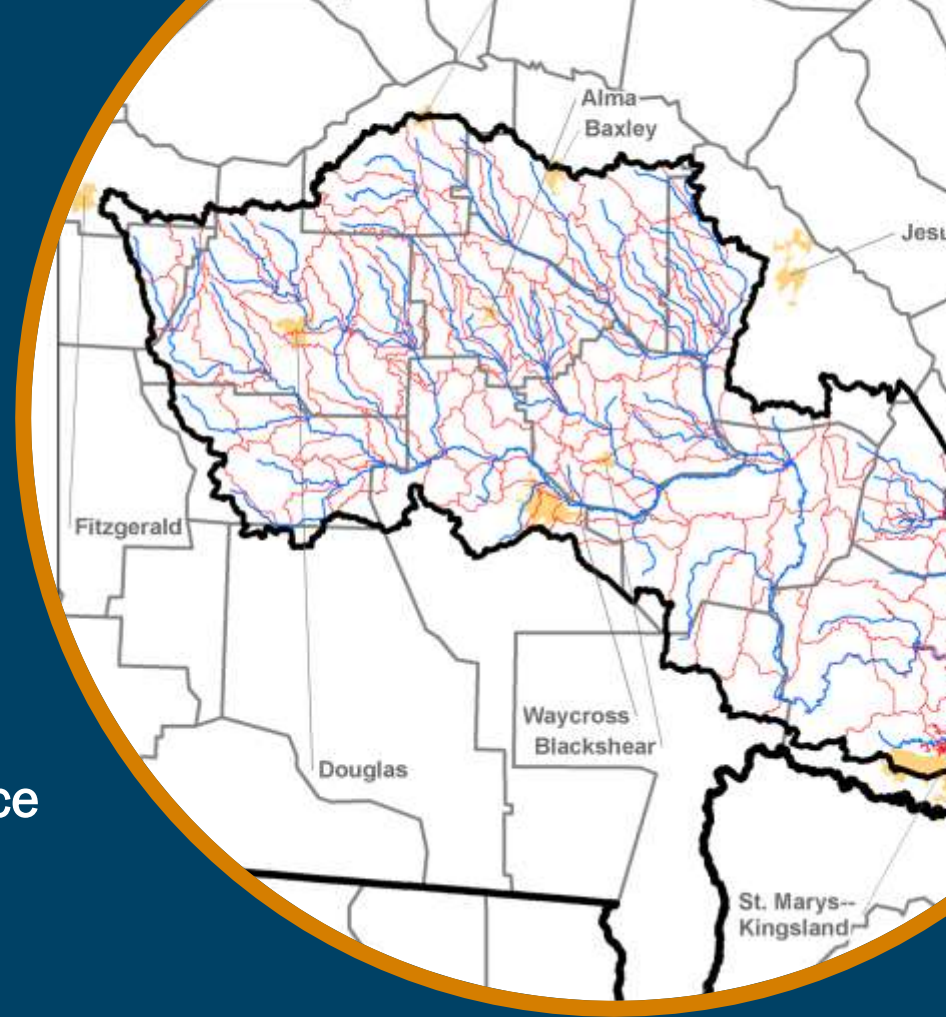 Alma
Baxley
Fitzgerald
Waycross
Blackshear
Douglas
St. Marys--
Kingsland